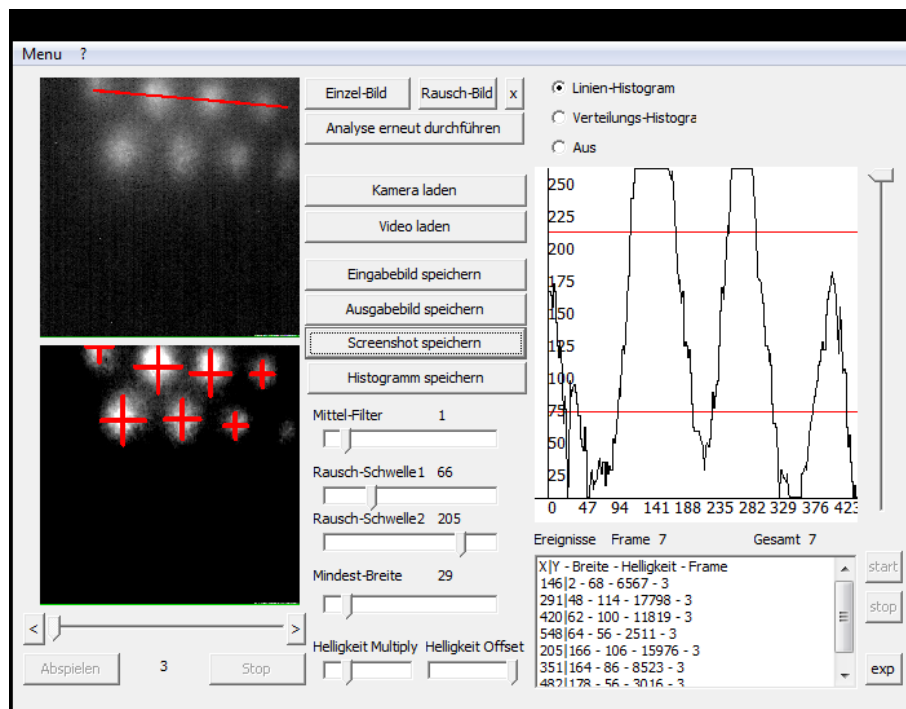 Menu ?
Einzel-Bild Rausch-Bild x
Analyse erneut durchführen
Kamera laden
Video laden
Eingabebild speichern
Ausgabebild speichern
Screenshot speichern
Histogramm speichern
Mittel-Filter 1
Rausch-Schwelle1 66
Rausch-Schwelle2 205
Mindest-Breite 29
Helligkeit Multiply Helligkeit Offset
< >
Abspielen 3 Stop
Linien-Histogram
Verteilungs-Histogra
Aus
250
225
200
175
150
125
100
75
50
25
0 47 94 141 188 235 282 329 376 423
Ereignisse Frame 7 Gesamt 7
X|Y - Breite - Helligkeit - Frame
146|2 - 68 - 6567 - 3
291|48 - 114 - 17798 - 3
420|62 - 100 - 11819 - 3
548|64 - 56 - 2511 - 3
205|166 - 106 - 15976 - 3
351|164 - 86 - 8523 - 3
482|178 - 56 - 3016 - 3
start
stop
exp